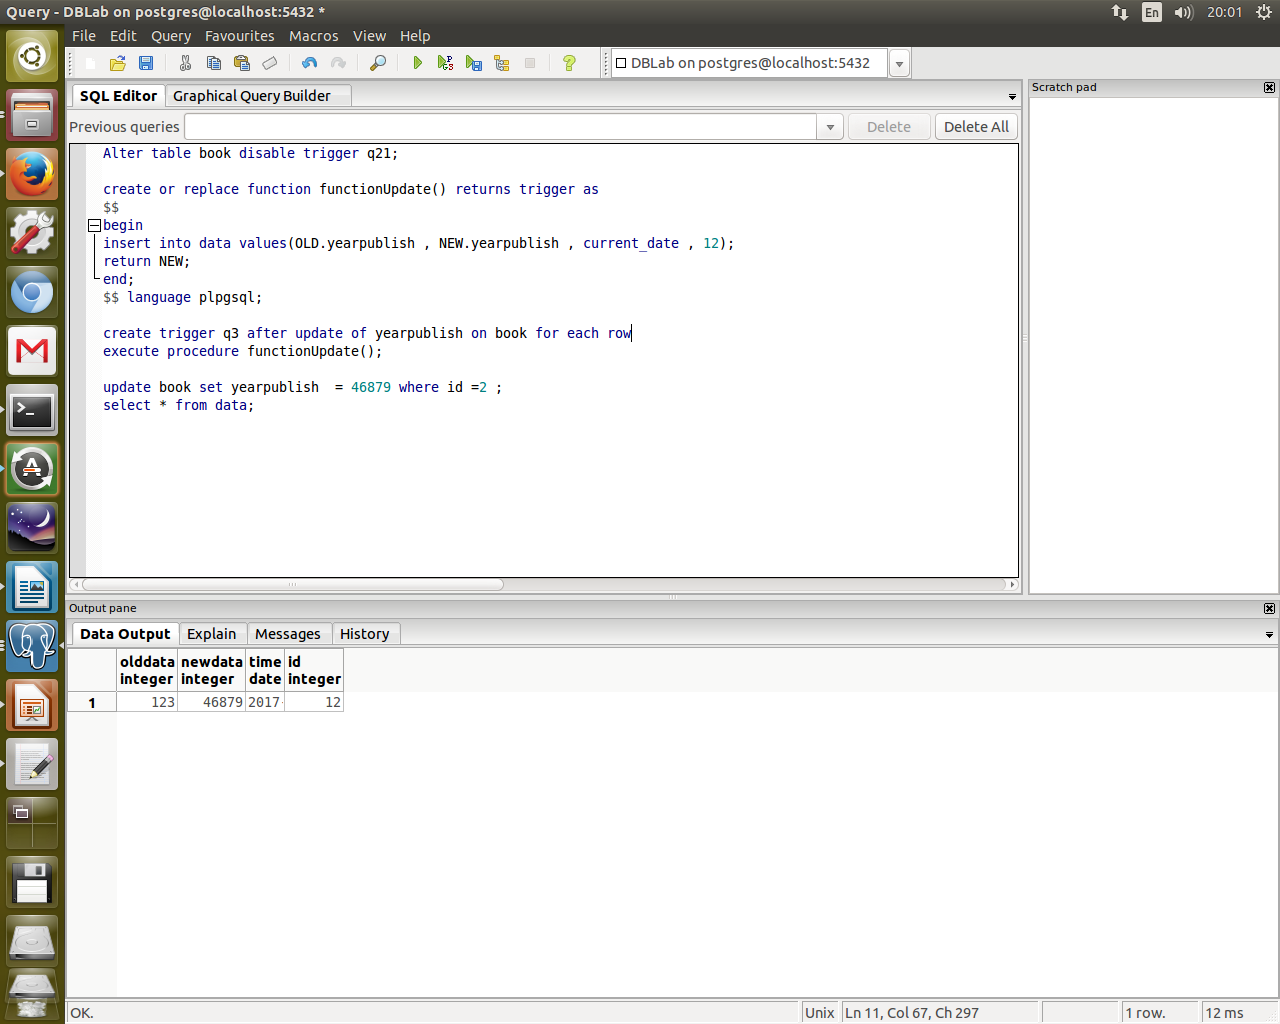 Query - DBLab on postgres@localhost:5432 *
En
20:01
File Edit Query Favourites Macros View Help
DBLab on postgres@localhost:5432
SQL Editor
Graphical Query Builder
Scratch pad
Previous queries
Delete
Delete All
Alter table book disable trigger q21;
create or replace function functionUpdate() returns trigger as
$$
begin
insert into data values(OLD.yearpublish , NEW.yearpublish , current_date , 12);
return NEW;
end;
$$ language plpgsql;
create trigger q3 after update of yearpublish on book for each row
execute procedure functionUpdate();
update book set yearpublish  = 46879 where id =2 ;
select * from data;
Output pane
Data Output
Explain
Messages
History
olddata newdata time id
integer integer date integer
1 123 46879 2017- 12
OK.
Unix
Ln 11, Col 67, Ch 297
1 row.
12 ms